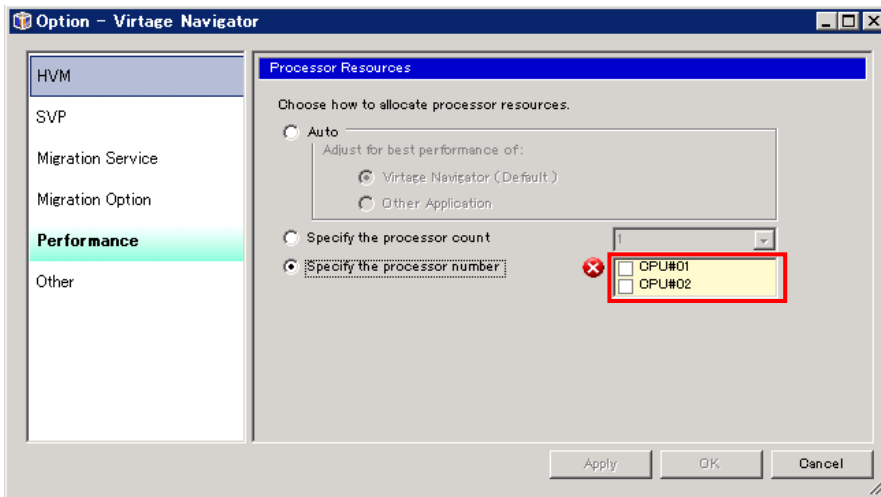 Option - Virtage Navigator
HVM
SVP
Migration Service
Migration Option
Performance
Other
Processor Resources
Choose how to allocate processor resources.
Auto
Adjust for best performance of:
Virtage Navigator ( Default )
Other Application
Specify the processor count
1
Specify the processor number
CPU#01
CPU#02
Apply
OK
Cancel